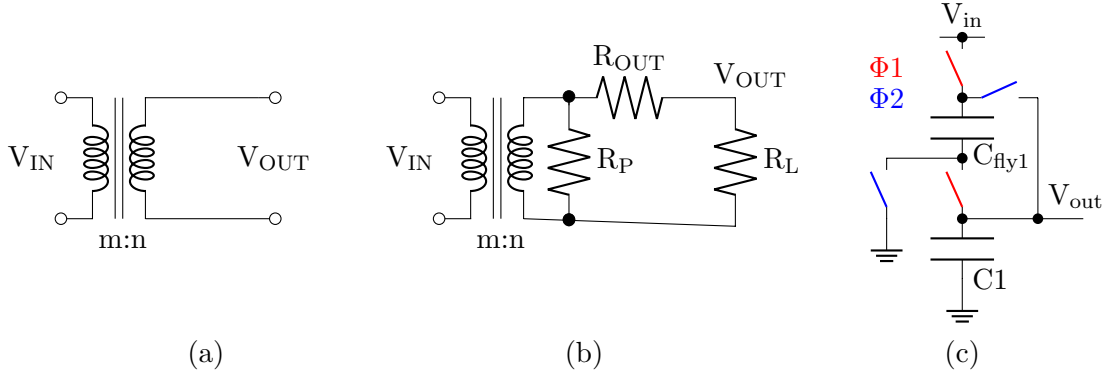 V_IN
V_OUT
m:n
(a)
V_IN
R_OUT
V_OUT
R_P
R_L
m:n
(b)
V_in
Φ1
Φ2
C_fly1
V_out
C1
(c)